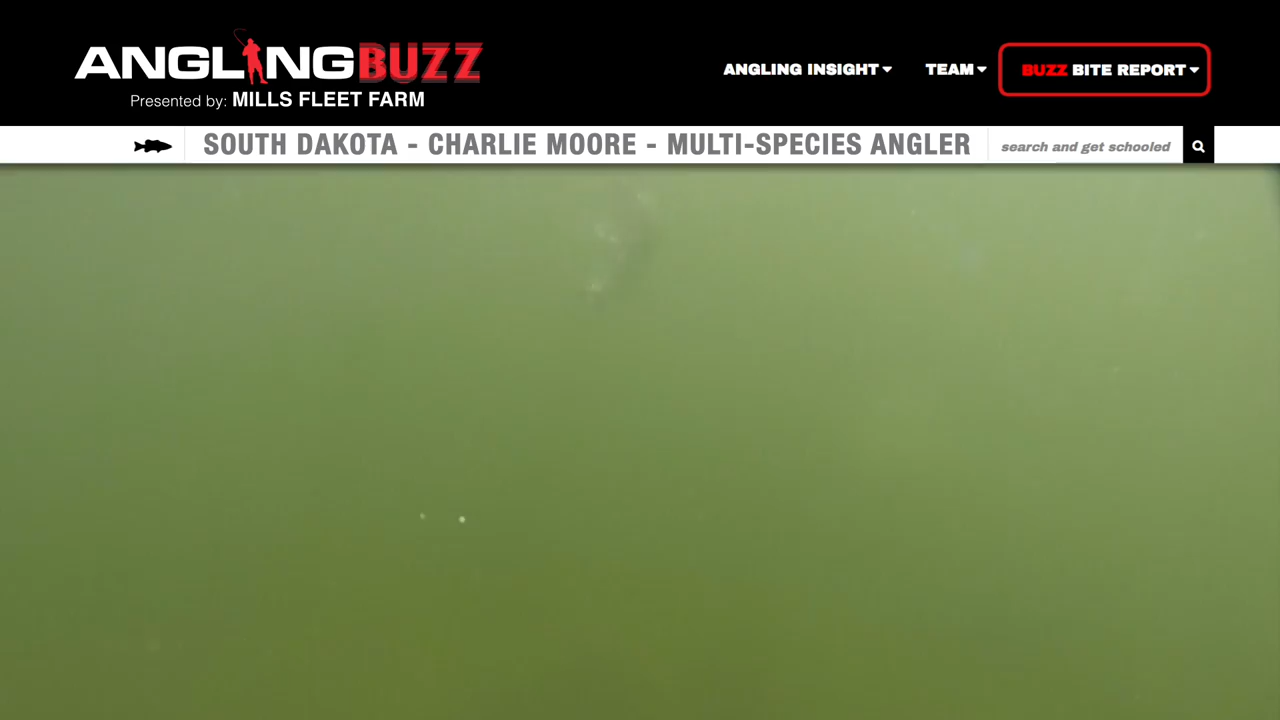 ANGLINGBUZZ
Presented by: MILLS FLEET FARM
ANGLING INSIGHT
TEAM
BUZZ BITE REPORT
SOUTH DAKOTA - CHARLIE MOORE - MULTI-SPECIES ANGLER
search and get schooled